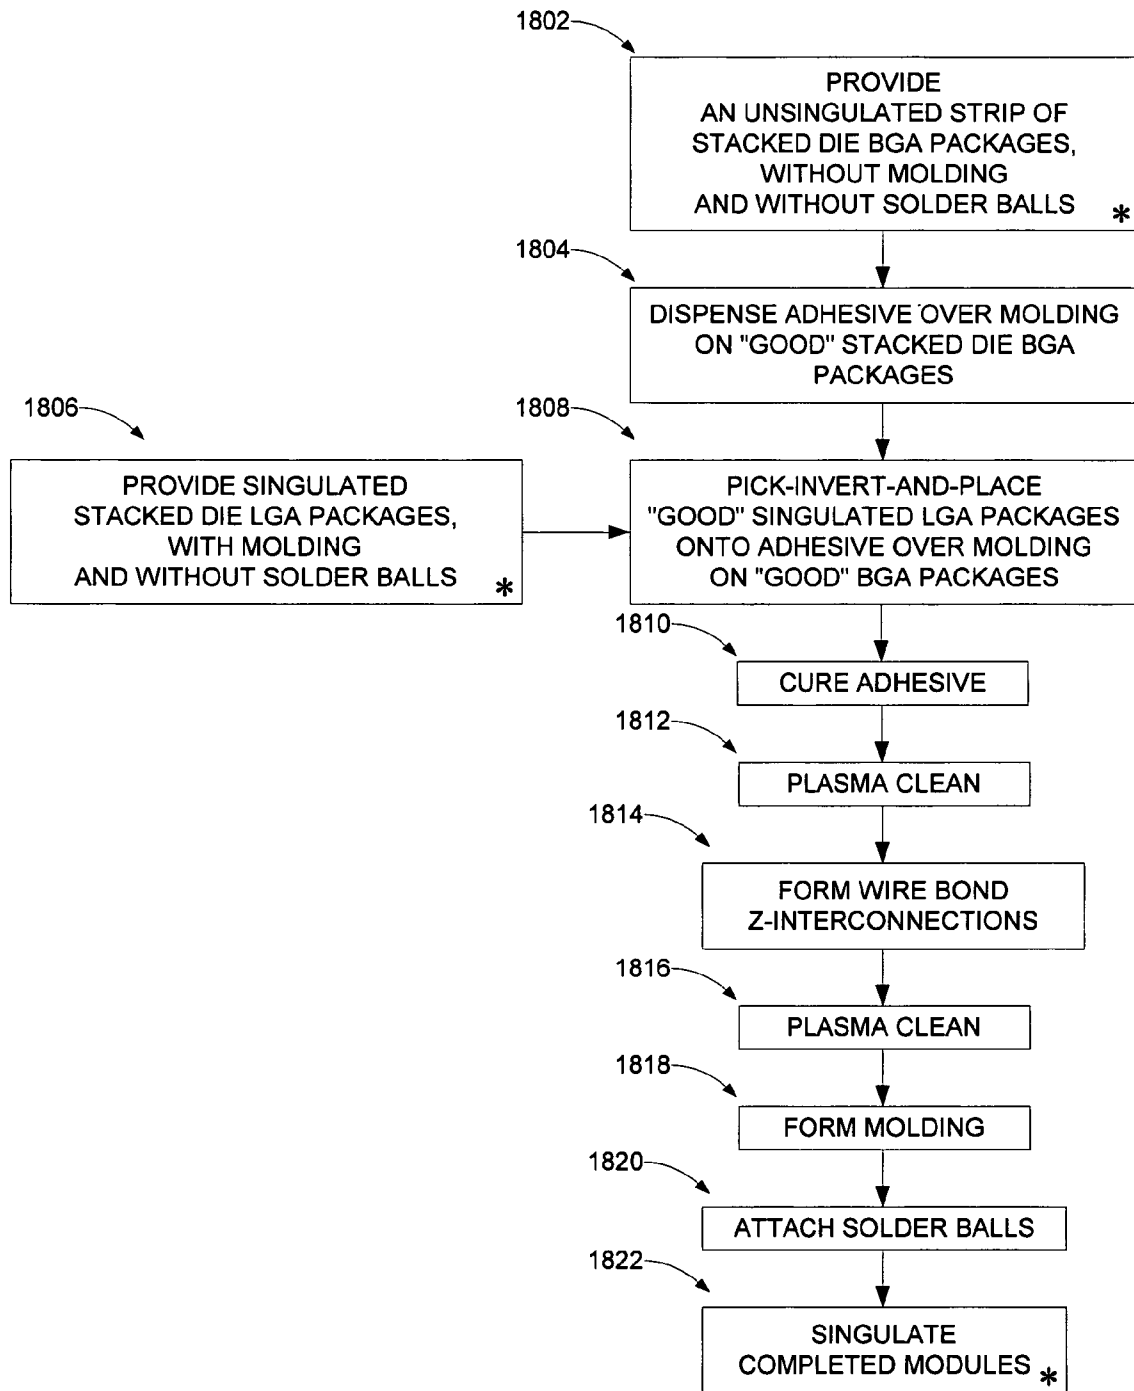 1802
PROVIDE
AN UNSINGULATED STRIP OF
STACKED DIE BGA PACKAGES,
WITHOUT MOLDING
AND WITHOUT SOLDER BALLS *
1804
DISPENSE ADHESIVE OVER MOLDING
ON "GOOD" STACKED DIE BGA
PACKAGES
1806
PROVIDE SINGULATED
STACKED DIE LGA PACKAGES,
WITH MOLDING
AND WITHOUT SOLDER BALLS *
1808
PICK-INVERT-AND-PLACE
"GOOD" SINGULATED LGA PACKAGES
ONTO ADHESIVE OVER MOLDING
ON "GOOD" BGA PACKAGES
1810
CURE ADHESIVE
1812
PLASMA CLEAN
1814
FORM WIRE BOND
Z-INTERCONNECTIONS
1816
PLASMA CLEAN
1818
FORM MOLDING
1820
ATTACH SOLDER BALLS
1822
SINGULATE
COMPLETED MODULES *